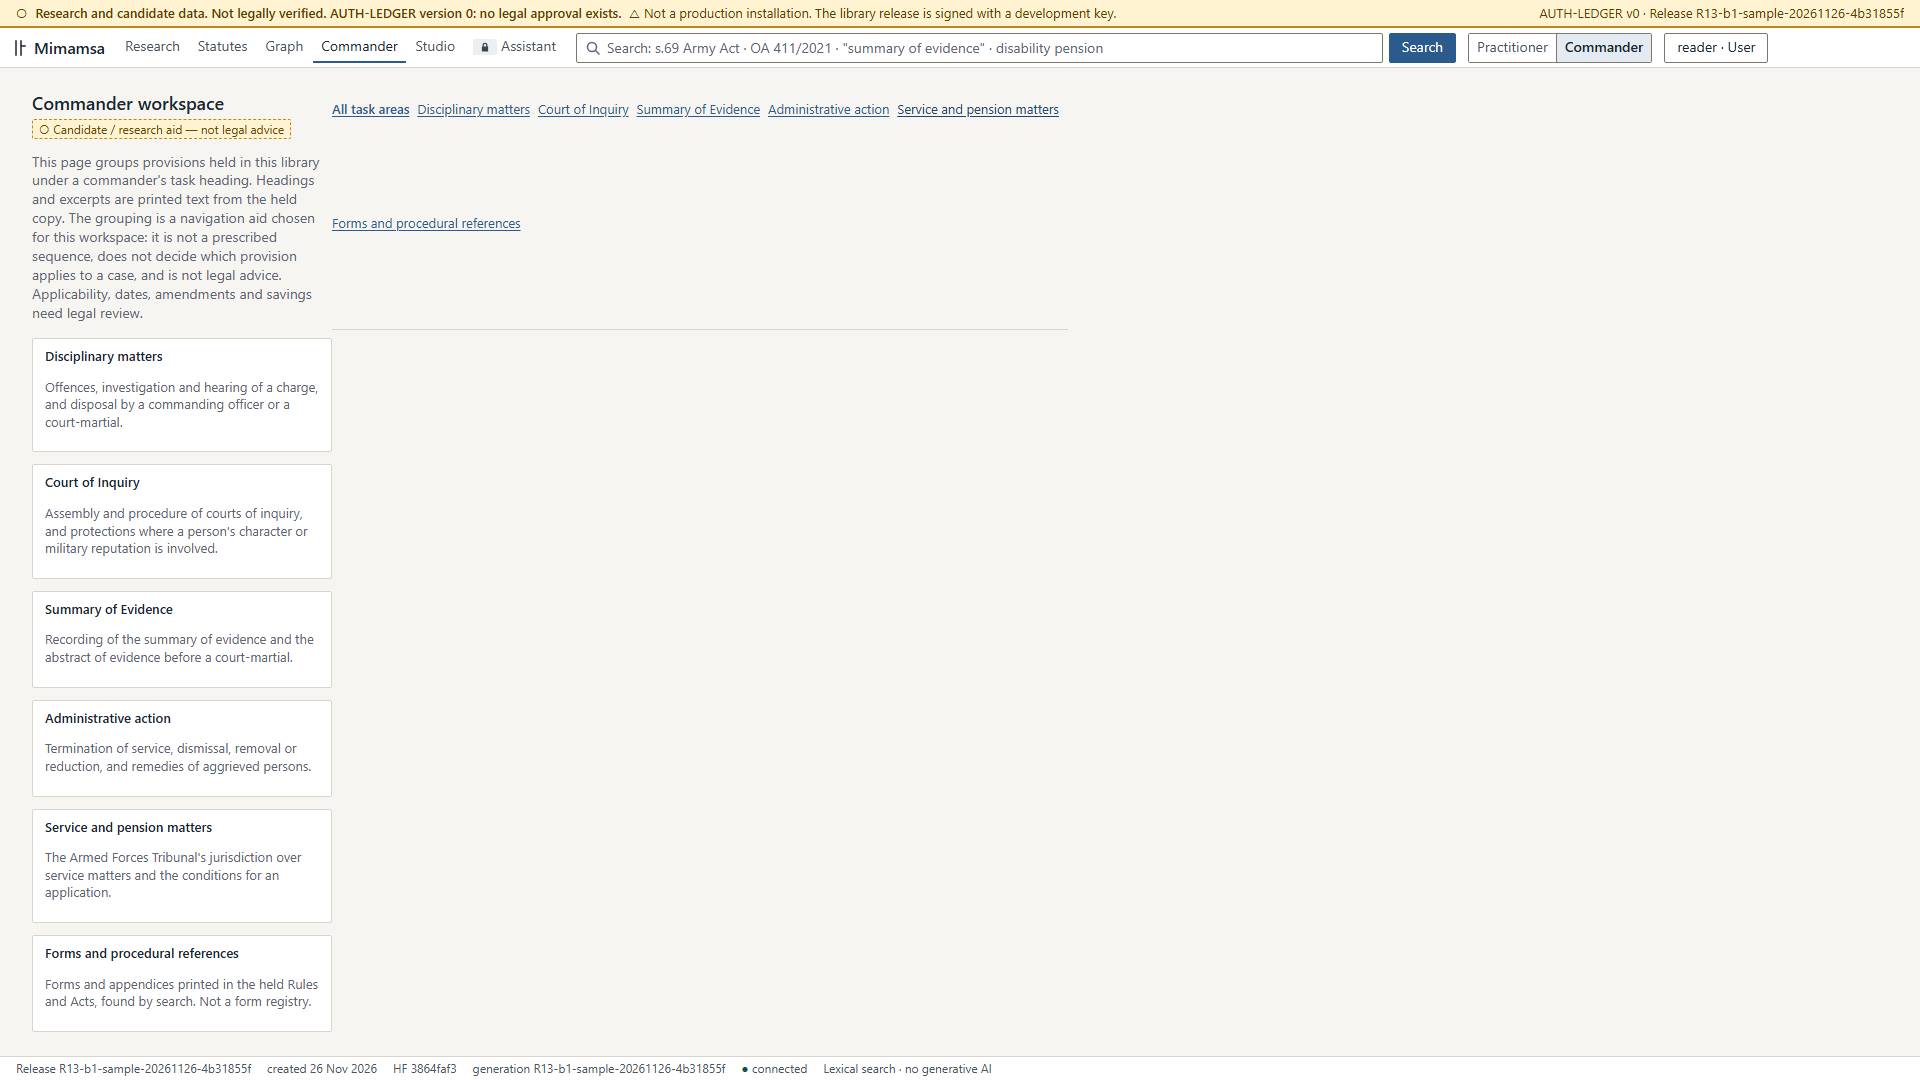 ○ Research and candidate data. Not legally verified. AUTH-LEDGER version 0: no legal approval exists. △ Not a production installation. The library release is signed with a development key.
AUTH-LEDGER v0 · Release R13-b1-sample-20261126-4b31855f
Mimamsa
Research
Statutes
Graph
Commander
Studio
Assistant
Search: s.69 Army Act · OA 411/2021 · "summary of evidence" · disability pension
Search
Practitioner
Commander
reader · User
Commander workspace
○ Candidate / research aid — not legal advice
This page groups provisions held in this library
under a commander's task heading. Headings
and excerpts are printed text from the held
copy. The grouping is a navigation aid chosen
for this workspace: it is not a prescribed
sequence, does not decide which provision
applies to a case, and is not legal advice.
Applicability, dates, amendments and savings
need legal review.
All task areas
Disciplinary matters
Court of Inquiry
Summary of Evidence
Administrative action
Service and pension matters
Forms and procedural references
Disciplinary matters
Offences, investigation and hearing of a charge,
and disposal by a commanding officer or a
court-martial.
Court of Inquiry
Assembly and procedure of courts of inquiry,
and protections where a person's character or
military reputation is involved.
Summary of Evidence
Recording of the summary of evidence and the
abstract of evidence before a court-martial.
Administrative action
Termination of service, dismissal, removal or
reduction, and remedies of aggrieved persons.
Service and pension matters
The Armed Forces Tribunal's jurisdiction over
service matters and the conditions for an
application.
Forms and procedural references
Forms and appendices printed in the held Rules
and Acts, found by search. Not a form registry.
Release R13-b1-sample-20261126-4b31855f
created 26 Nov 2026
HF 3864faf3
generation R13-b1-sample-20261126-4b31855f
● connected
Lexical search · no generative AI